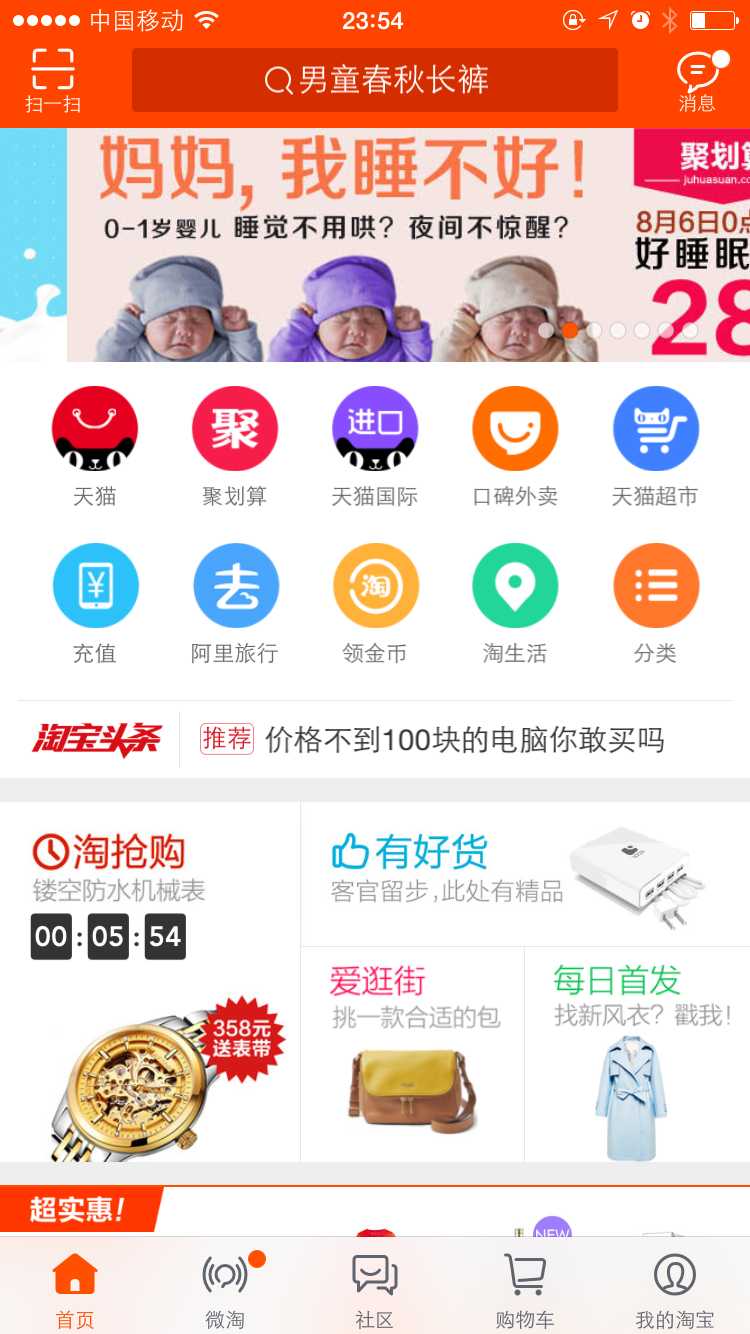 中国移动 23:54
扫一扫
男童春秋长裤
消息
妈妈，我睡不好！
0-1岁婴儿 睡觉不用哄？夜间不惊醒？
聚划算
juhuasuan.co
8月6日0点
好睡眠
28
进口
聚
天猫 聚划算 天猫国际 口碑外卖 天猫超市
¥ 去 淘
充值 阿里旅行 领金币 淘生活 分类
淘宝头条 推荐 价格不到100块的电脑你敢买吗
淘抢购
镂空防水机械表
00:05:54
358元
送表带
有好货
客官留步,此处有精品
爱逛街
挑一款合适的包
每日首发
找新风衣？戳我！
超实惠!
NEW
首页 微淘 社区 购物车 我的淘宝